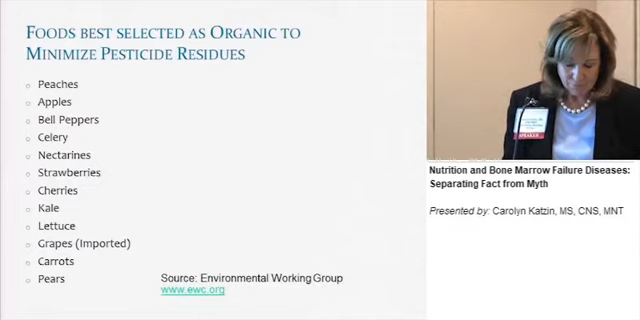 FOODS BEST SELECTED AS ORGANIC TO
MINIMIZE PESTICIDE RESIDUES
Peaches
Apples
Bell Peppers
Celery
Nectarines
Strawberries
Cherries
Kale
Lettuce
Grapes (Imported)
Carrots
Pears
Source: Environmental Working Group
www.ewc.org
SPEAKER
Nutrition and Bone Marrow Failure Diseases:
Separating Fact from Myth
Presented by: Carolyn Katzin, MS, CNS, MNT